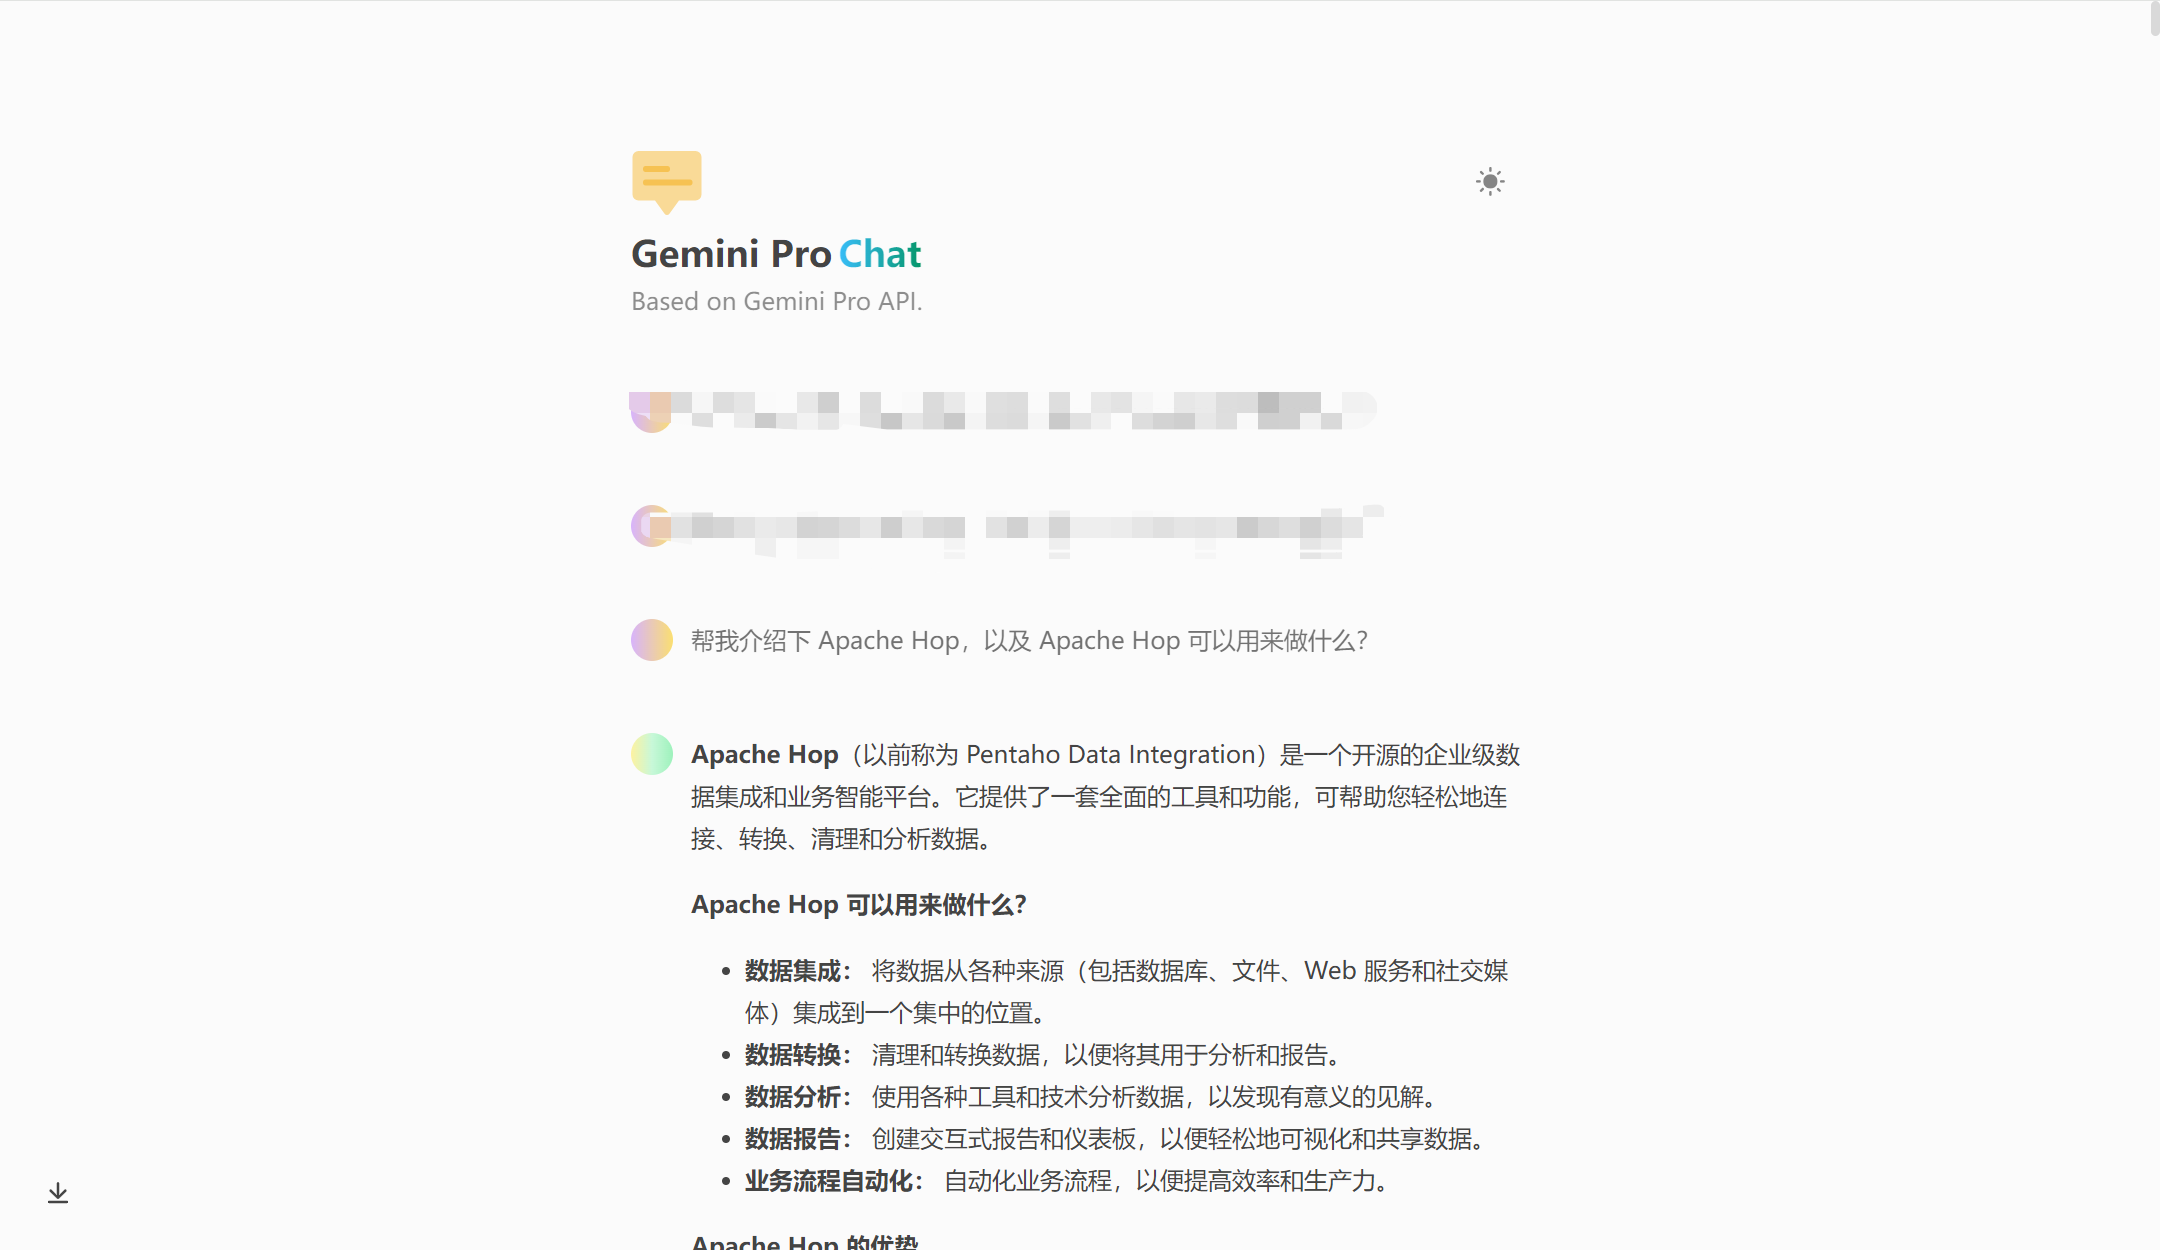 Gemini Pro Chat
Based on Gemini Pro API.
帮我介绍下 Apache Hop，以及 Apache Hop 可以用来做什么？
Apache Hop（以前称为 Pentaho Data Integration）是一个开源的企业级数
据集成和业务智能平台。它提供了一套全面的工具和功能，可帮助您轻松地连
接、转换、清理和分析数据。
Apache Hop 可以用来做什么？
• 数据集成： 将数据从各种来源（包括数据库、文件、Web 服务和社交媒
体）集成到一个集中的位置。
• 数据转换： 清理和转换数据，以便将其用于分析和报告。
• 数据分析： 使用各种工具和技术分析数据，以发现有意义的见解。
• 数据报告： 创建交互式报告和仪表板，以便轻松地可视化和共享数据。
• 业务流程自动化： 自动化业务流程，以便提高效率和生产力。
Apache Hop 的优势